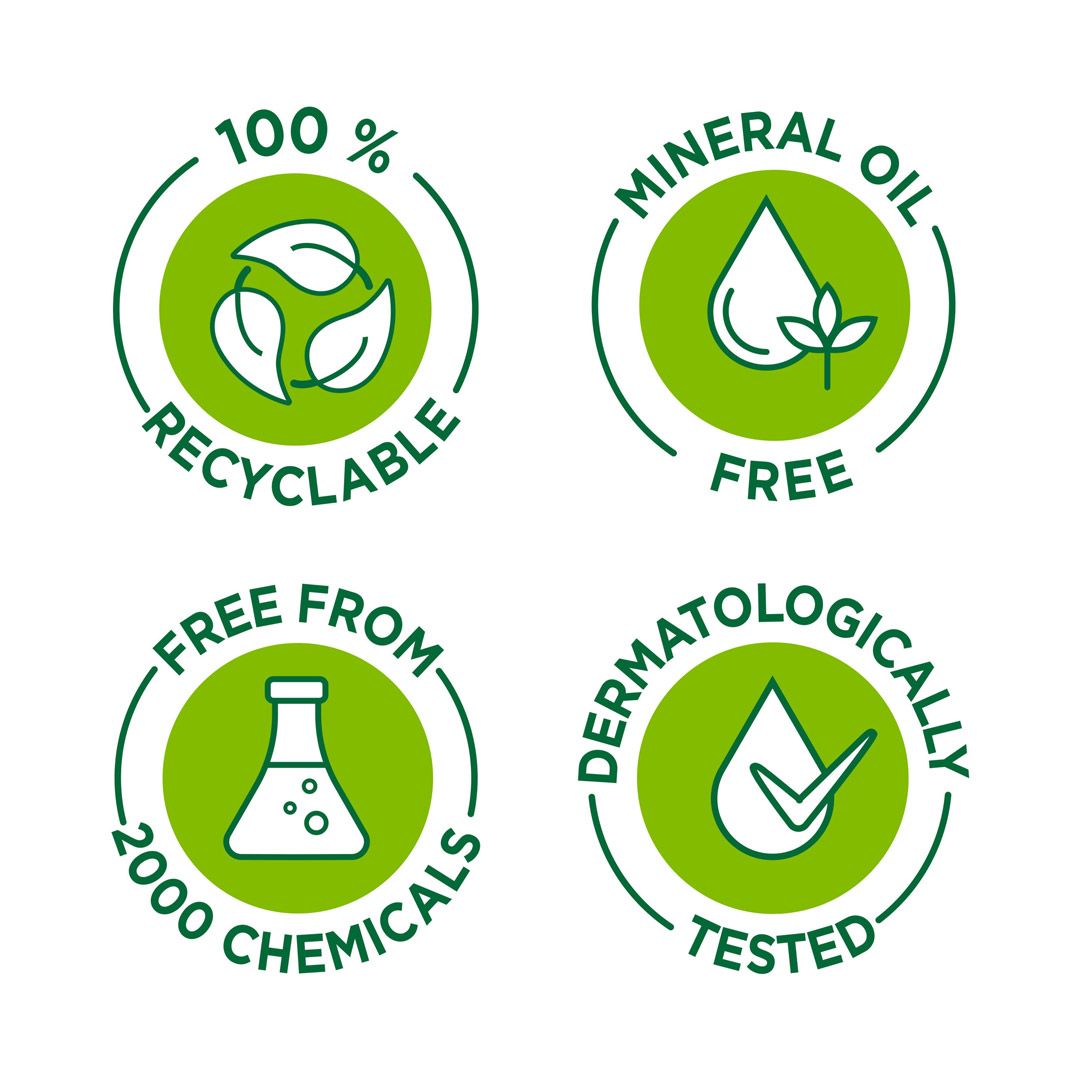 100 %
RECYCLABLE
MINERAL OIL
FREE
FREE FROM
2000 CHEMICALS
DERMATOLOGICALLY
TESTED